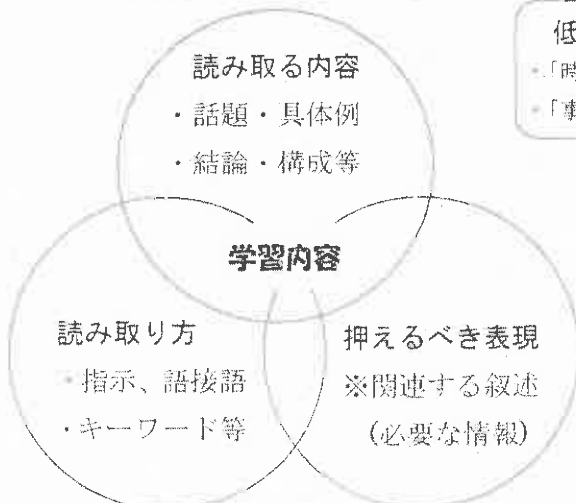 読み取る内容
・話題・具体例
・結論・構成等
学習内容
読み取り方
・指示、語接語
・キーワード等
押えるべき表現
※関連する叙述
(必要な情報)
低
・「時
・「事